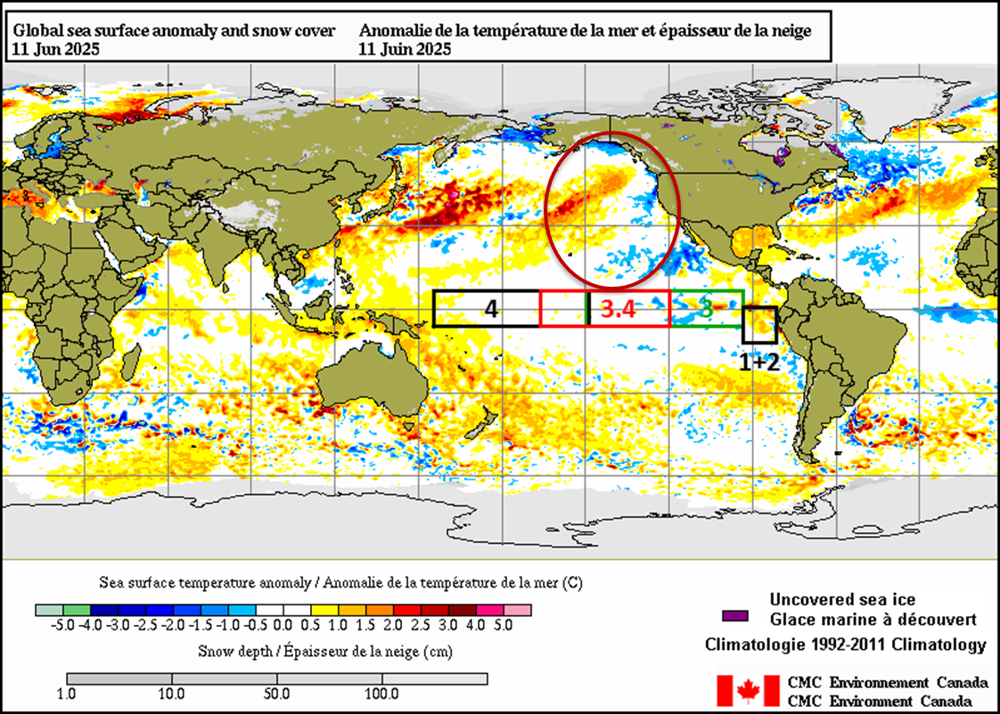 Global sea surface anomaly and snow cover
11 Jun 2025
Anomalie de la température de la mer et épaisseur de la neige
11 Juin 2025
4
3.4
3
1+2
Sea surface temperature anomaly / Anomalie de la température de la mer (C)
-5.0 -4.0 -3.0 -2.5 -2.0 -1.5 -1.0 -0.5 0.0 0.5 1.0 1.5 2.0 2.5 3.0 4.0 5.0
Snow depth / Épaisseur de la neige (cm)
1.0 10.0 50.0 100.0
Uncovered sea ice
Glace marine à découvert
Climatologie 1992-2011 Climatology
CMC Environnement Canada
CMC Environment Canada